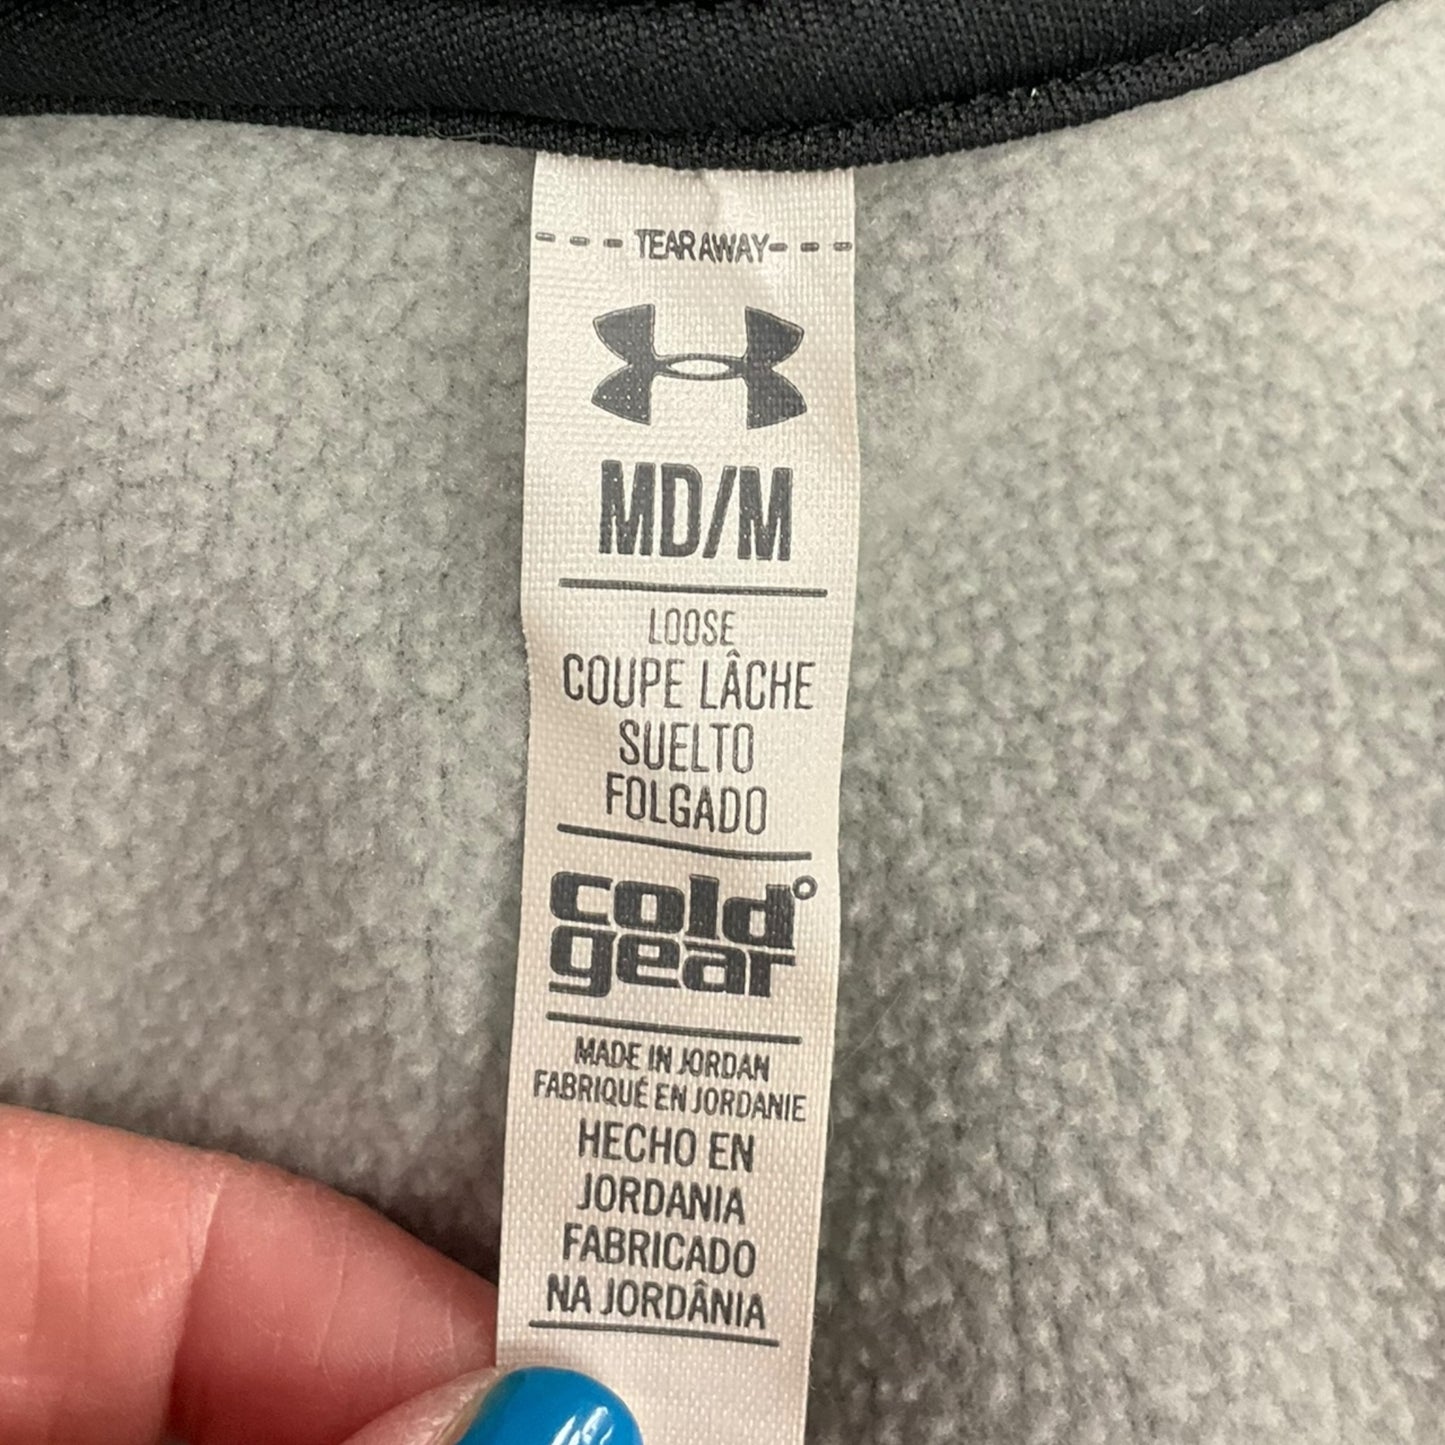 TEAR AWAY
MD/M
LOOSE
COUPE LÂCHE
SUELTO
FOLGADO
cold°
gear
MADE IN JORDAN
FABRIQUÉ EN JORDANIE
HECHO EN
JORDANIA
FABRICADO
NA JORDÂNIA